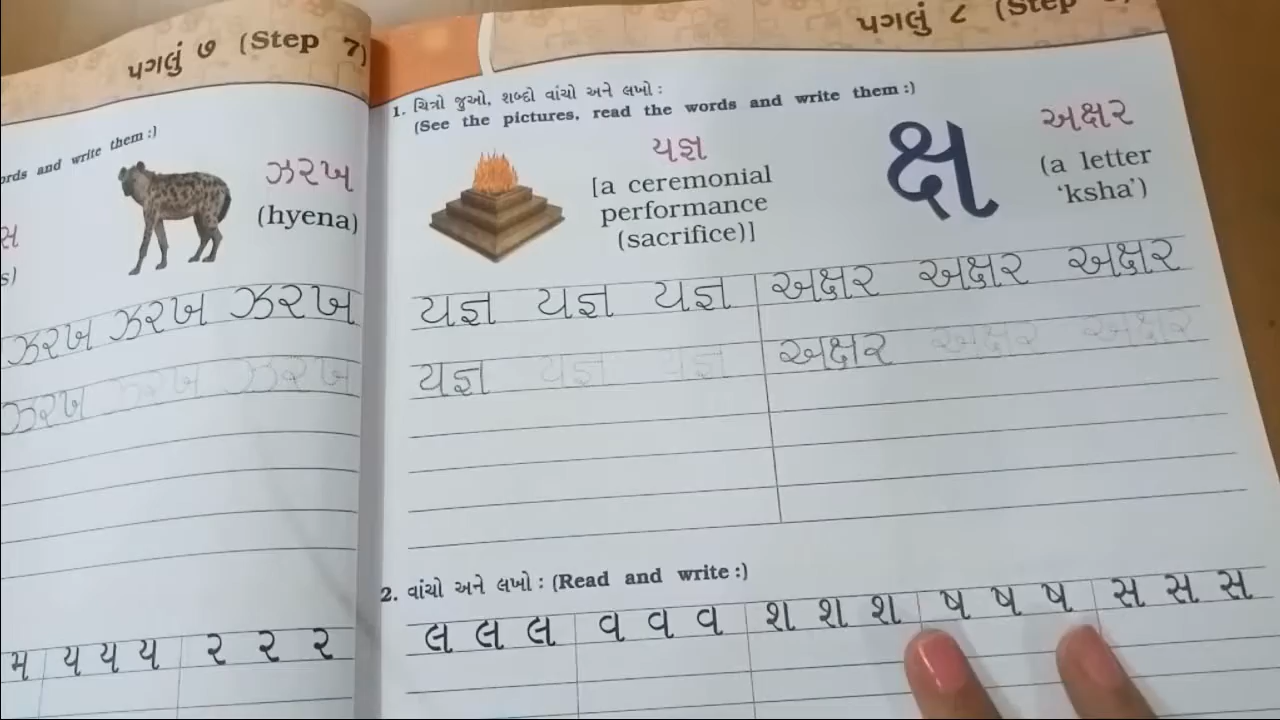 પગલું ૭ (Step 7)
words and write them :)
ઝરખ
(hyena)
સ
s)
ઝરખ ઝરખ ઝરખ
ઝરખ ઝરખ ઝરખ
મ ય ય ય ર ર ર
પગલું ૮ (Step
1. ચિત્રો જુઓ, શબ્દો વાંચો અને લખો :
(See the pictures, read the words and write them :)
યજ્ઞ
[a ceremonial
performance
(sacrifice)]
ક્ષ
અક્ષર
(a letter
‘ksha’)
યજ્ઞ યજ્ઞ યજ્ઞ અક્ષર અક્ષર અક્ષર
યજ્ઞ યજ્ઞ યજ્ઞ અક્ષર અક્ષર અક્ષર
2. વાંચો અને લખો : (Read and write :)
લ લ લ વ વ વ શ શ શ ષ ષ ષ સ સ સ